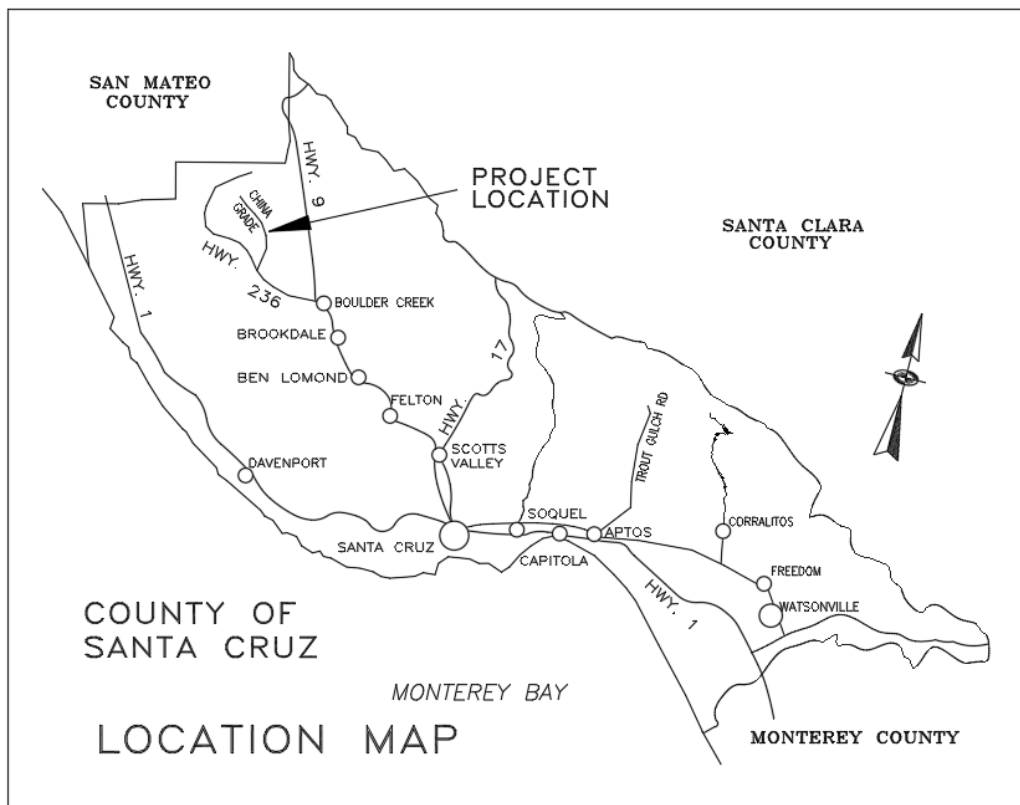 SAN MATEO
COUNTY
HWY. 9
CHINA
GRADE
PROJECT
LOCATION
SANTA CLARA
COUNTY
HWY. 1
HWY. 236
BOULDER CREEK
BROOKDALE
BEN LOMOND
FELTON
HWY. 17
TROUT GULCH RD
SCOTTS
VALLEY
DAVENPORT
SOQUEL
SANTA CRUZ
CAPITOLA
APTOS
CORRALITOS
FREEDOM
WATSONVILLE
HWY. 1
COUNTY OF
SANTA CRUZ
MONTEREY BAY
LOCATION MAP
MONTEREY COUNTY